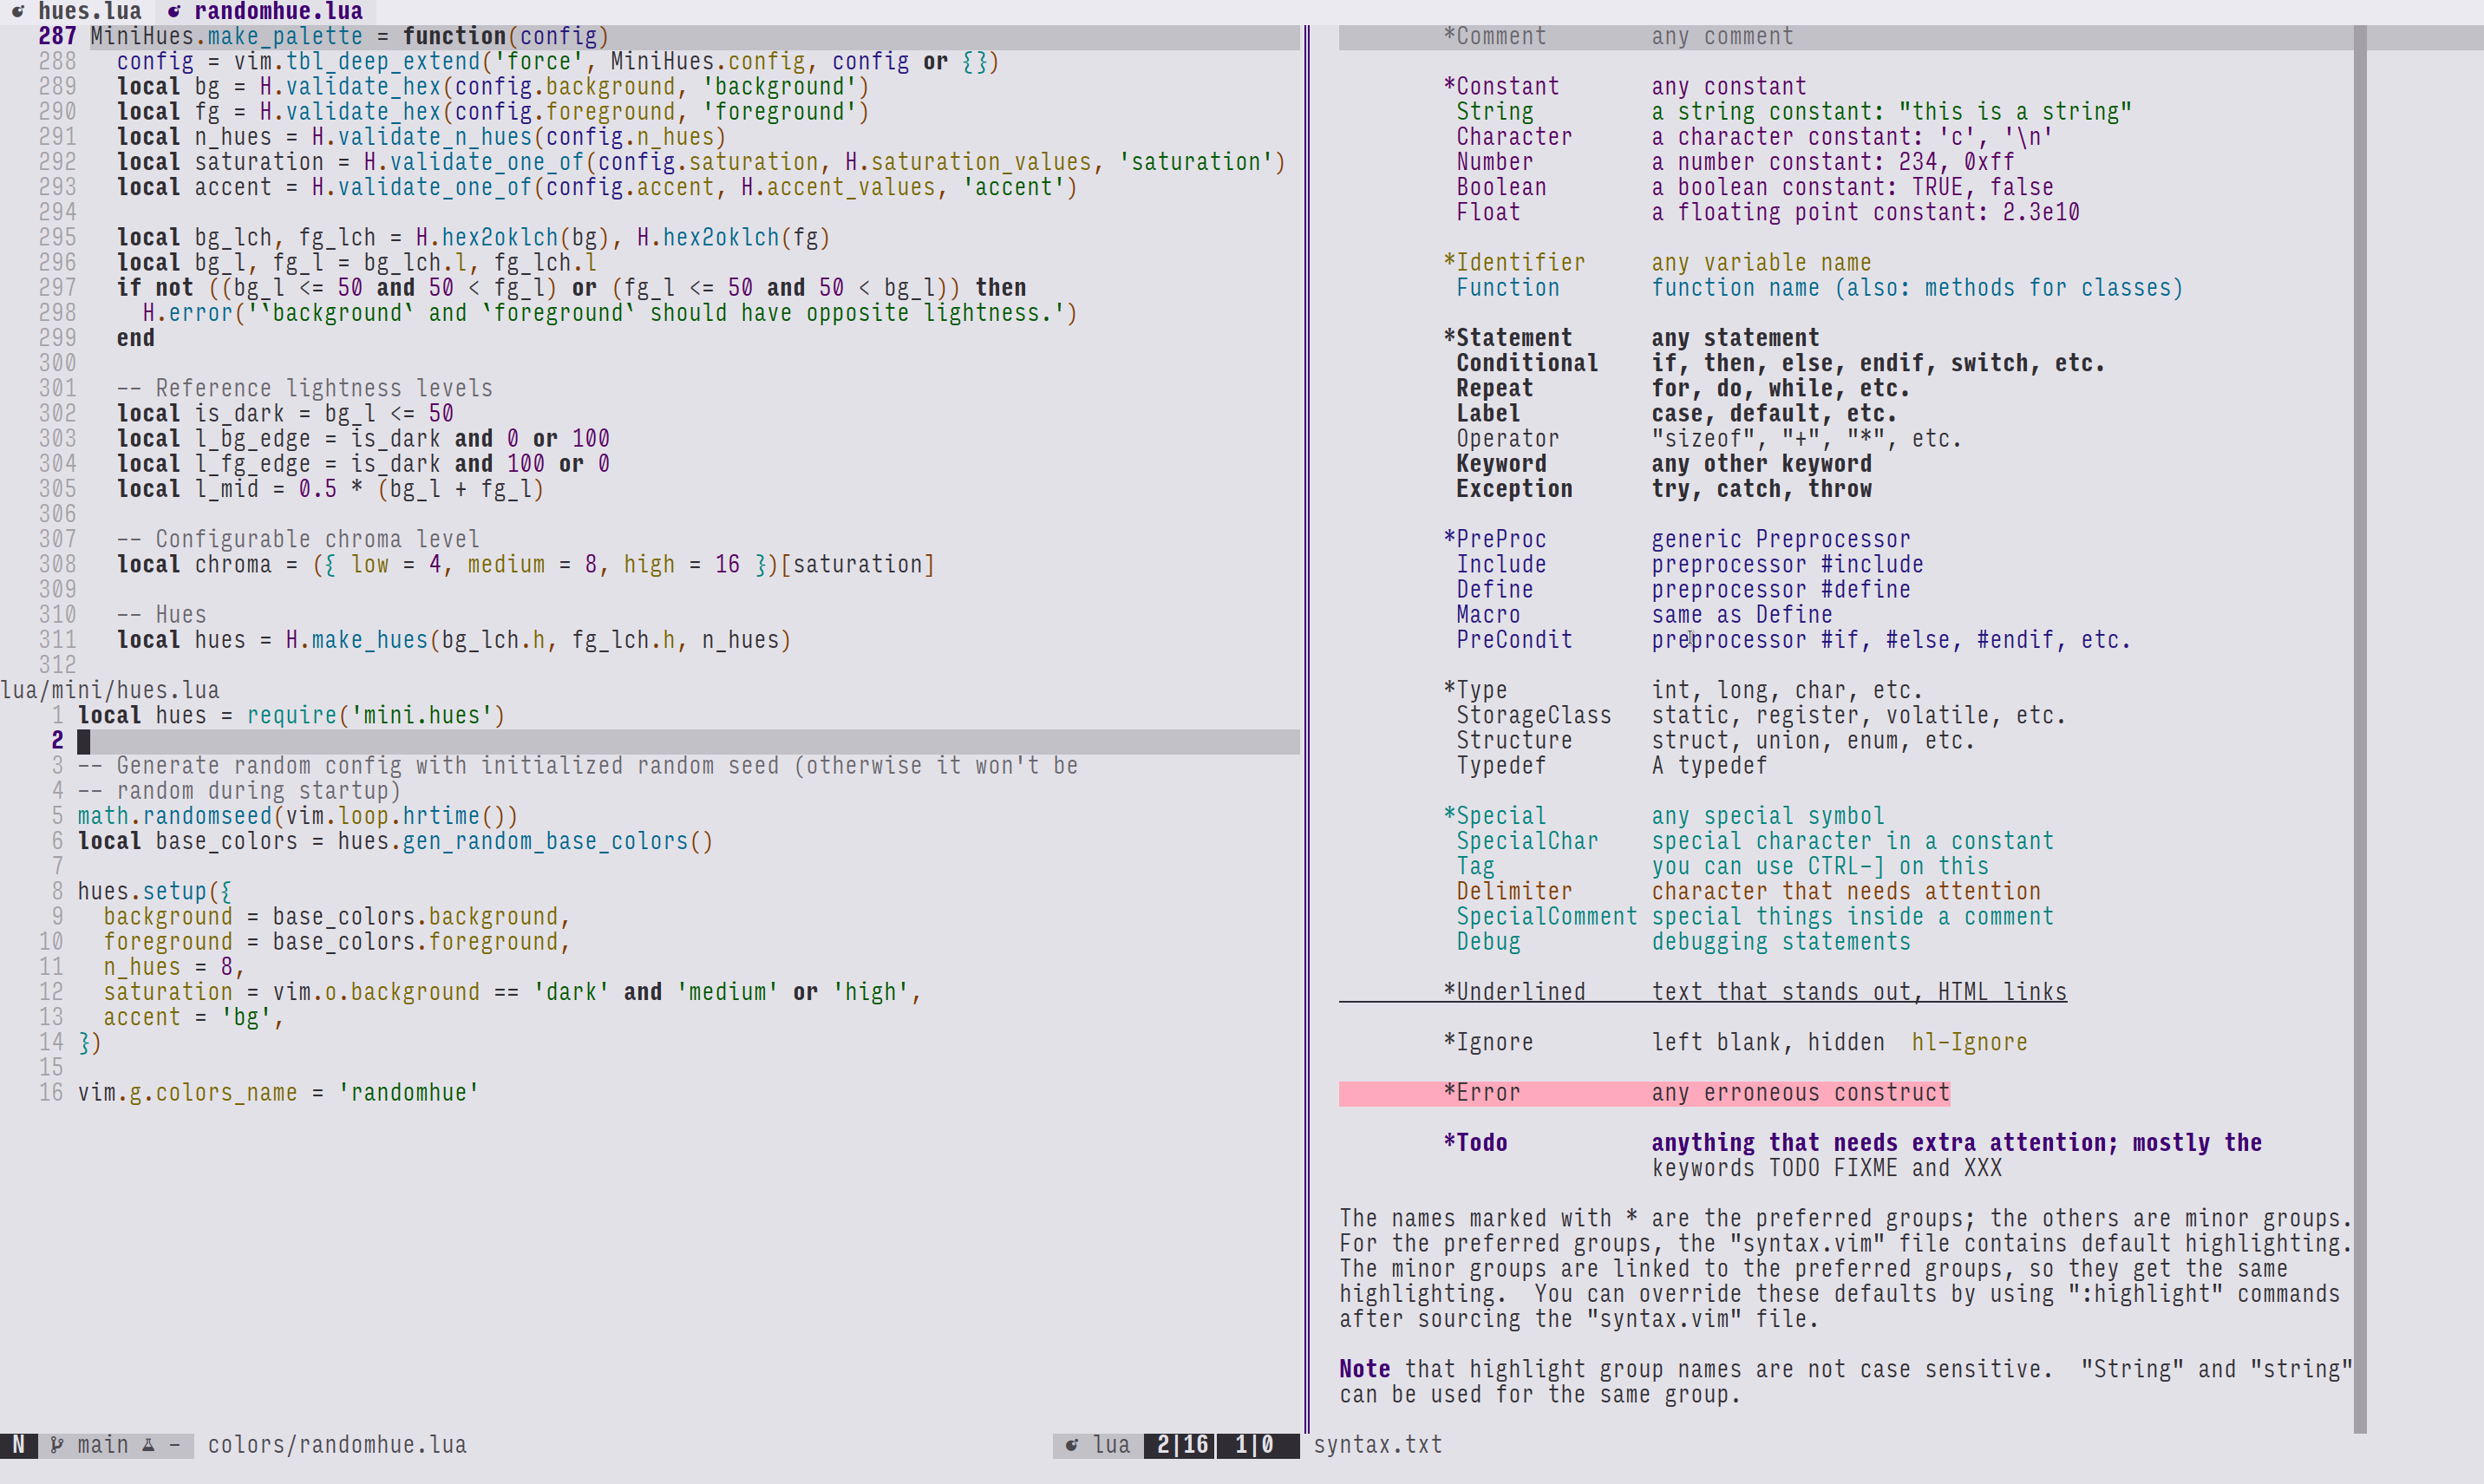 hues.lua  randomhue.lua
287 MiniHues.make_palette = function(config)
288   config = vim.tbl_deep_extend('force', MiniHues.config, config or {})
289   local bg = H.validate_hex(config.background, 'background')
290   local fg = H.validate_hex(config.foreground, 'foreground')
291   local n_hues = H.validate_n_hues(config.n_hues)
292   local saturation = H.validate_one_of(config.saturation, H.saturation_values, 'saturation')
293   local accent = H.validate_one_of(config.accent, H.accent_values, 'accent')
294
295   local bg_lch, fg_lch = H.hex2oklch(bg), H.hex2oklch(fg)
296   local bg_l, fg_l = bg_lch.l, fg_lch.l
297   if not ((bg_l <= 50 and 50 < fg_l) or (fg_l <= 50 and 50 < bg_l)) then
298     H.error('`background` and `foreground` should have opposite lightness.')
299   end
300
301   -- Reference lightness levels
302   local is_dark = bg_l <= 50
303   local l_bg_edge = is_dark and 0 or 100
304   local l_fg_edge = is_dark and 100 or 0
305   local l_mid = 0.5 * (bg_l + fg_l)
306
307   -- Configurable chroma level
308   local chroma = ({ low = 4, medium = 8, high = 16 })[saturation]
309
310   -- Hues
311   local hues = H.make_hues(bg_lch.h, fg_lch.h, n_hues)
312
lua/mini/hues.lua
1 local hues = require('mini.hues')
2
3 -- Generate random config with initialized random seed (otherwise it won't be
4 -- random during startup)
5 math.randomseed(vim.loop.hrtime())
6 local base_colors = hues.gen_random_base_colors()
7
8 hues.setup({
9   background = base_colors.background,
10   foreground = base_colors.foreground,
11   n_hues = 8,
12   saturation = vim.o.background == 'dark' and 'medium' or 'high',
13   accent = 'bg',
14 })
15
16 vim.g.colors_name = 'randomhue'
N  main  -  colors/randomhue.lua  lua  2|16  1|0
*Comment any comment
*Constant any constant
String a string constant: "this is a string"
Character a character constant: 'c', '\n'
Number a number constant: 234, 0xff
Boolean a boolean constant: TRUE, false
Float a floating point constant: 2.3e10
*Identifier any variable name
Function function name (also: methods for classes)
*Statement any statement
Conditional if, then, else, endif, switch, etc.
Repeat for, do, while, etc.
Label case, default, etc.
Operator "sizeof", "+", "*", etc.
Keyword any other keyword
Exception try, catch, throw
*PreProc generic Preprocessor
Include preprocessor #include
Define preprocessor #define
Macro same as Define
PreCondit preprocessor #if, #else, #endif, etc.
*Type int, long, char, etc.
StorageClass static, register, volatile, etc.
Structure struct, union, enum, etc.
Typedef A typedef
*Special any special symbol
SpecialChar special character in a constant
Tag you can use CTRL-] on this
Delimiter character that needs attention
SpecialComment special things inside a comment
Debug debugging statements
*Underlined text that stands out, HTML links
*Ignore left blank, hidden  hl-Ignore
*Error any erroneous construct
*Todo anything that needs extra attention; mostly the
keywords TODO FIXME and XXX
The names marked with * are the preferred groups; the others are minor groups.
For the preferred groups, the "syntax.vim" file contains default highlighting.
The minor groups are linked to the preferred groups, so they get the same
highlighting.  You can override these defaults by using ":highlight" commands
after sourcing the "syntax.vim" file.
Note that highlight group names are not case sensitive.  "String" and "string"
can be used for the same group.
syntax.txt